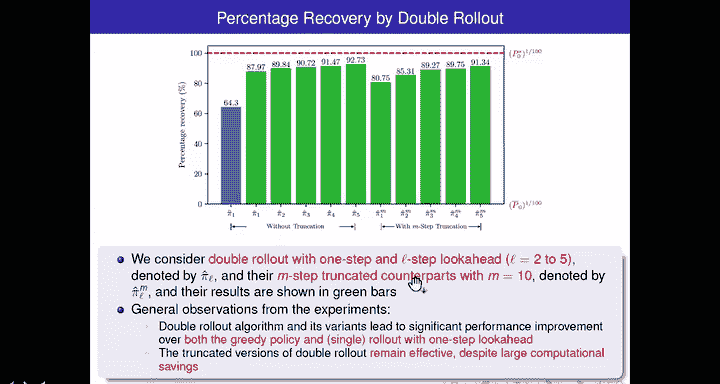 Percentage Recovery by Double Rollout
Percentage recovery (%)
100
80
60
40
20
0
64.3
87.97
89.84
90.72
91.47
92.73
80.75
85.31
89.27
89.75
91.34
Without Truncation
With m-Step Truncation
We consider double rollout with one-step and ℓ-step lookahead (ℓ = 2 to 5),
denoted by π̂ℓ, and their m-step truncated counterparts with m = 10, denoted by
π̂ℓᵐ, and their results are shown in green bars
General observations from the experiments:
Double rollout algorithm and its variants lead to significant performance improvement
over both the greedy policy and (single) rollout with one-step lookahead
The truncated versions of double rollout remain effective, despite large computational
savings